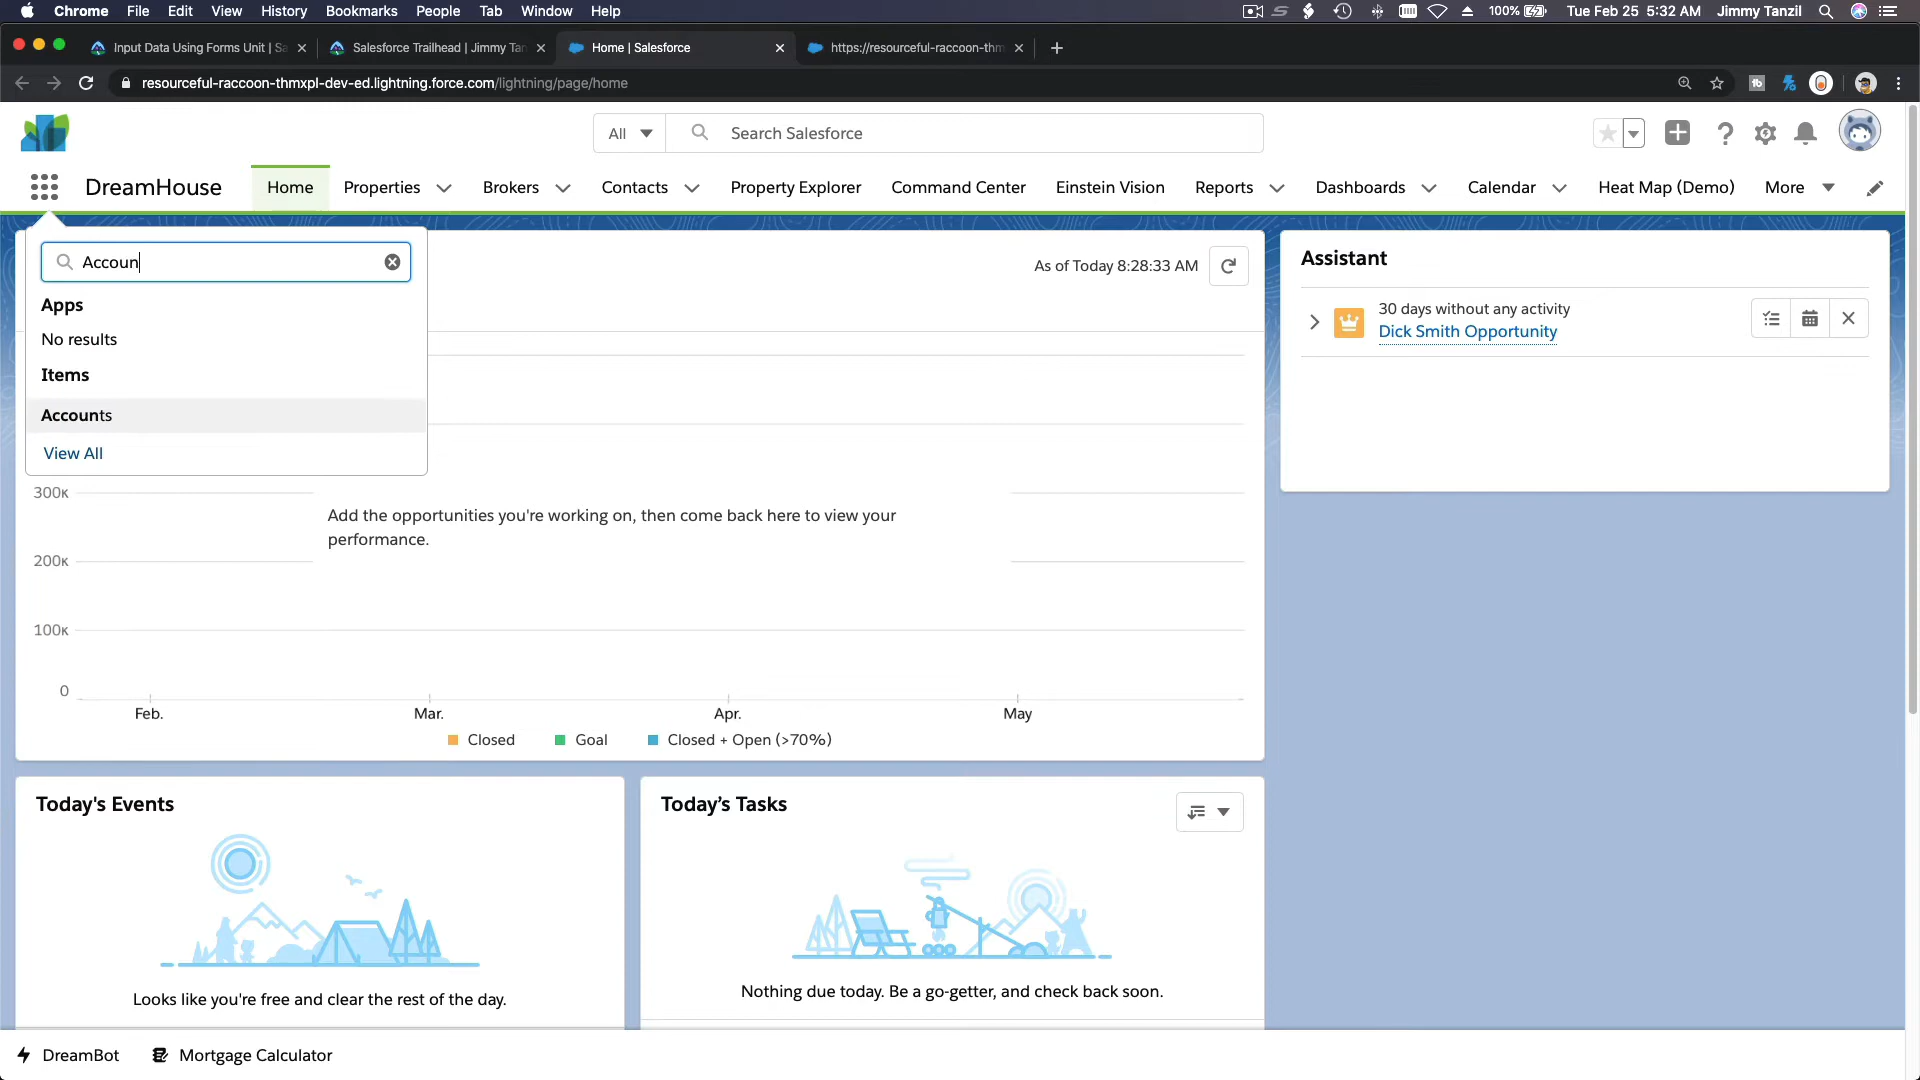 Chrome File Edit View History Bookmarks People Tab Window Help 100% Tue Feb 25 5:32 AM Jimmy Tanzil
Input Data Using Forms Unit | Sa
Salesforce Trailhead | Jimmy Tan
Home | Salesforce
https://resourceful-raccoon-thm
resourceful-raccoon-thmxpl-dev-ed.lightning.force.com/lightning/page/home
All Search Salesforce
DreamHouse Home Properties Brokers Contacts Property Explorer Command Center Einstein Vision Reports Dashboards Calendar Heat Map (Demo) More
Accoun
Apps
No results
Items
Accounts
View All
As of Today 8:28:33 AM
300K
200K
100K
0
Add the opportunities you're working on, then come back here to view your
performance.
Feb. Mar. Apr. May
Closed Goal Closed + Open (>70%)
Assistant
30 days without any activity
Dick Smith Opportunity
Today's Events
Looks like you're free and clear the rest of the day.
Today’s Tasks
Nothing due today. Be a go-getter, and check back soon.
DreamBot Mortgage Calculator